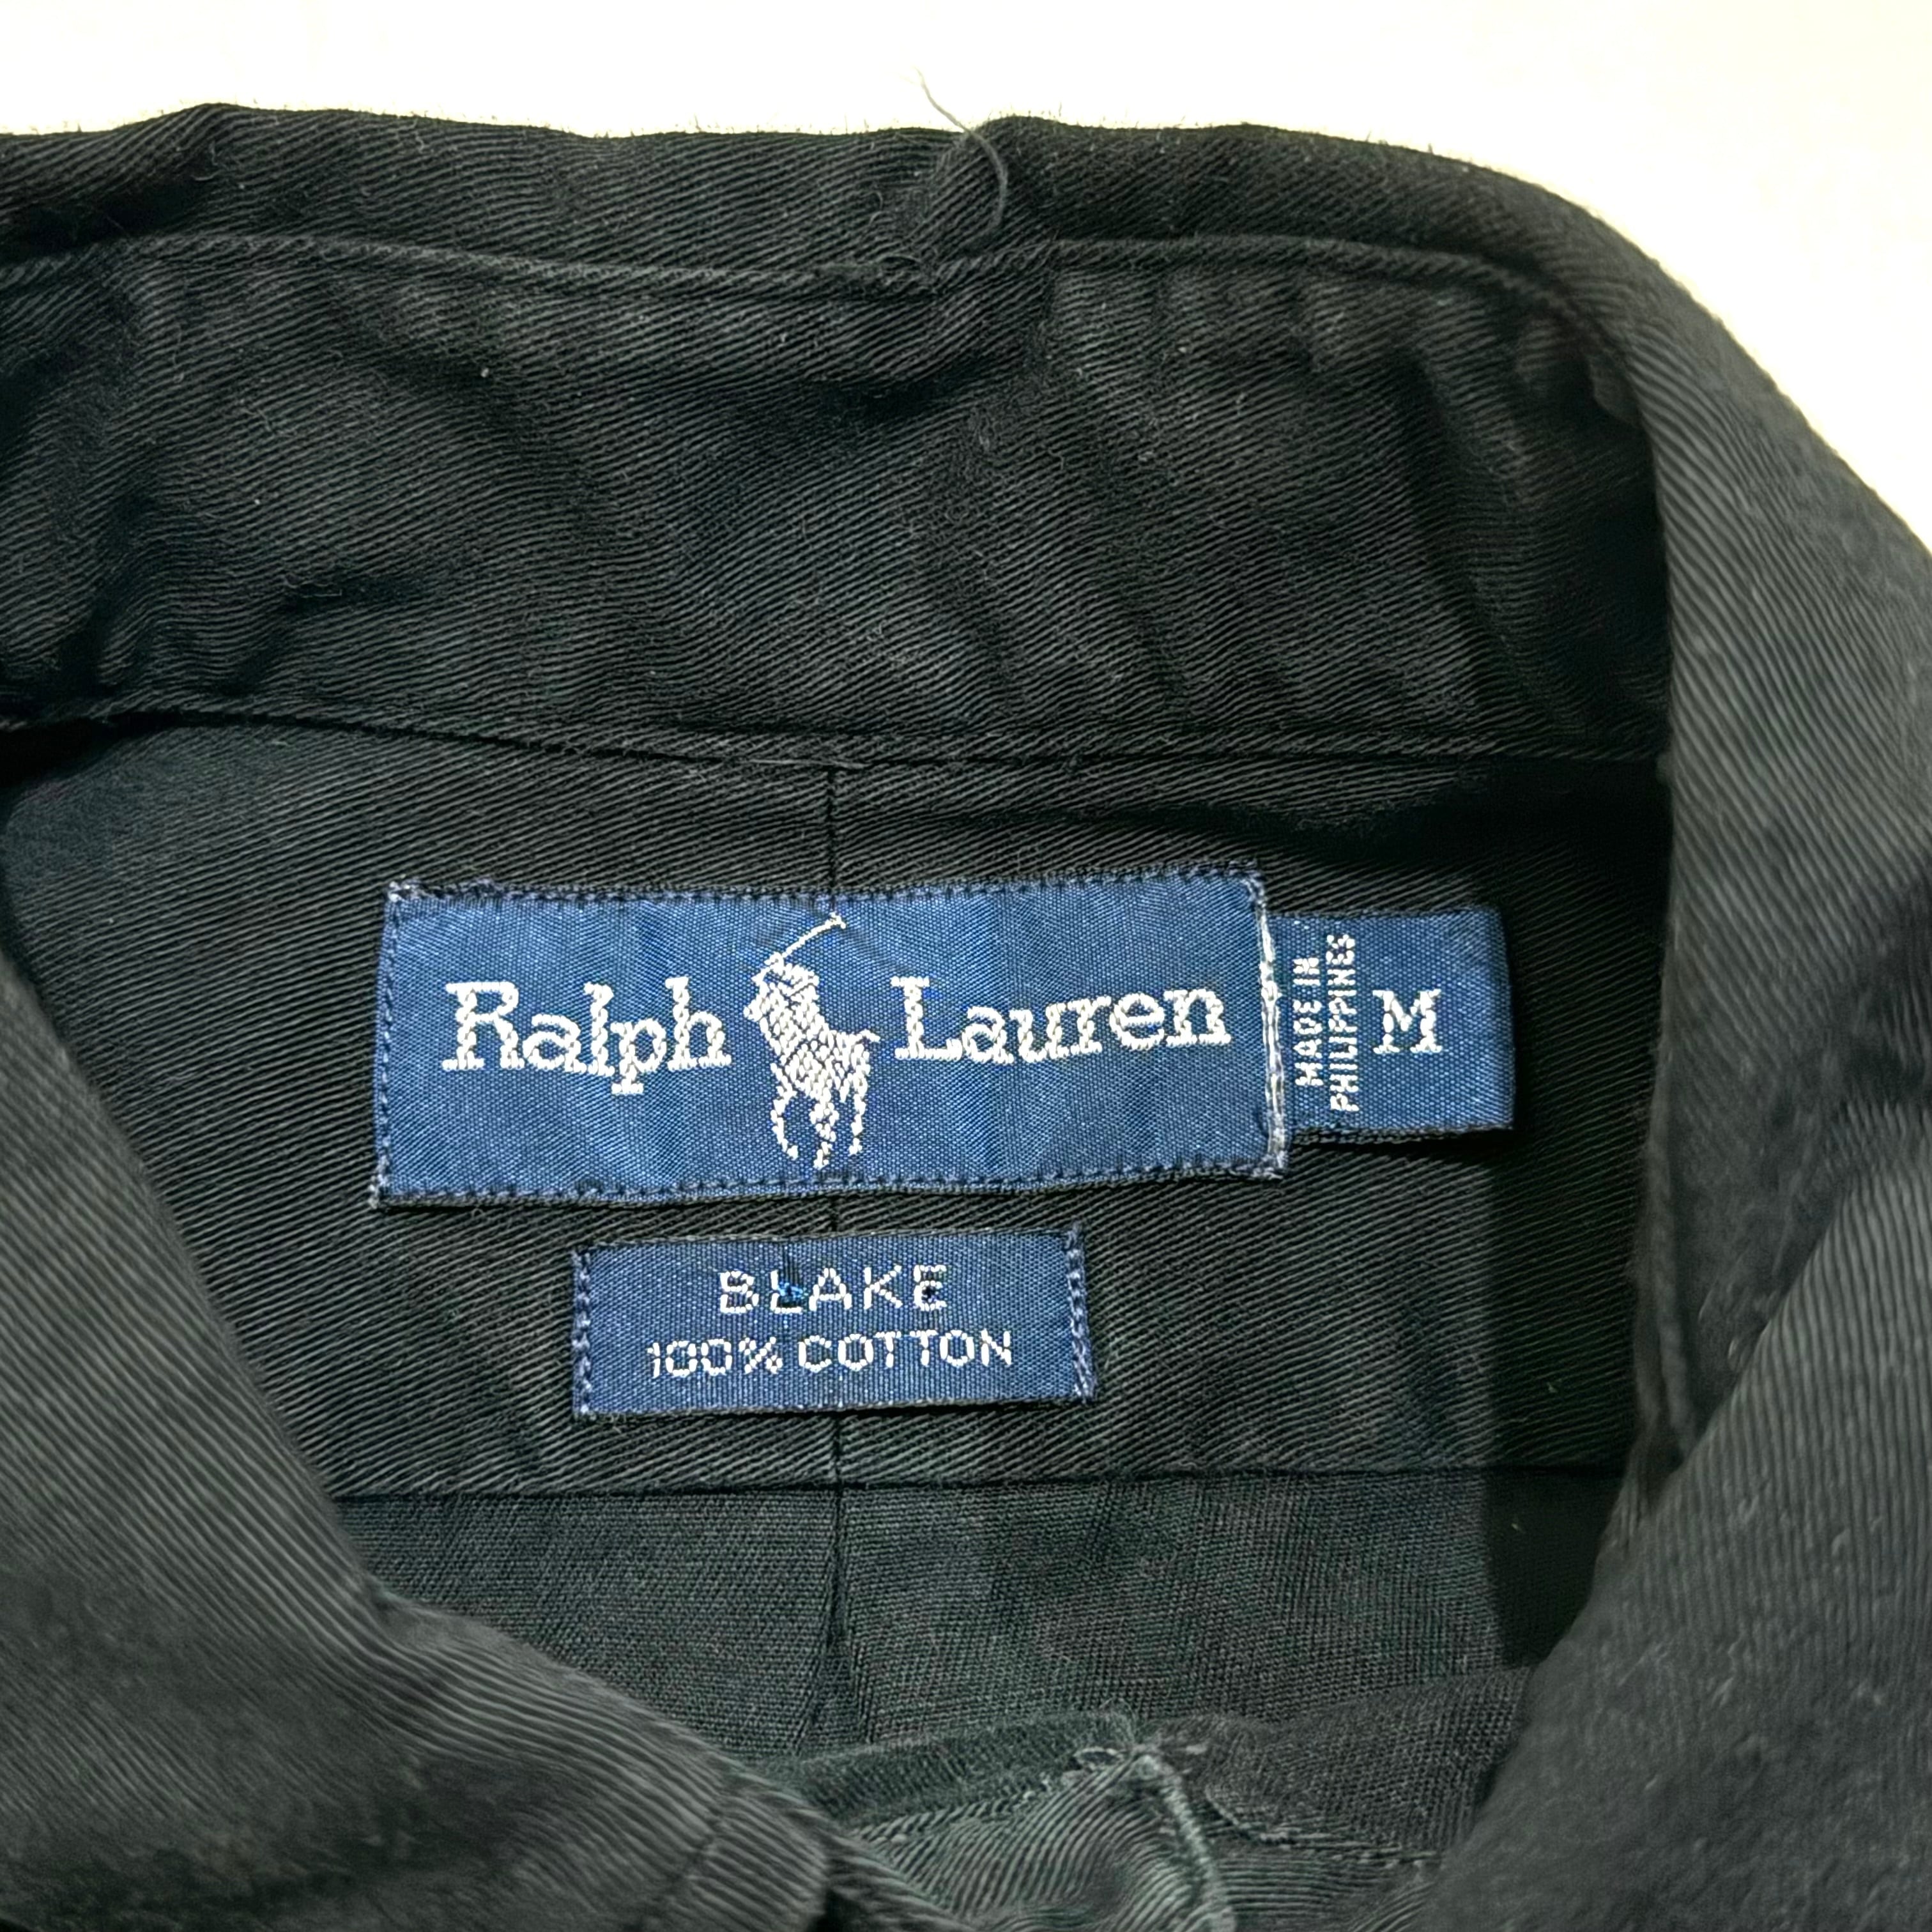 Ralph Lauren
MADE IN
PHILIPPINES
M
BLAKE
100% COTTON